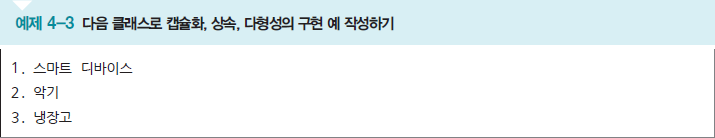 예제 4-3 다음 클래스로 캡슐화, 상속, 다형성의 구현 예 작성하기
1. 스마트 디바이스
2. 악기
3. 냉장고